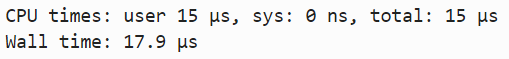 CPU times: user 15 µs, sys: 0 ns, total: 15 µs
Wall time: 17.9 µs